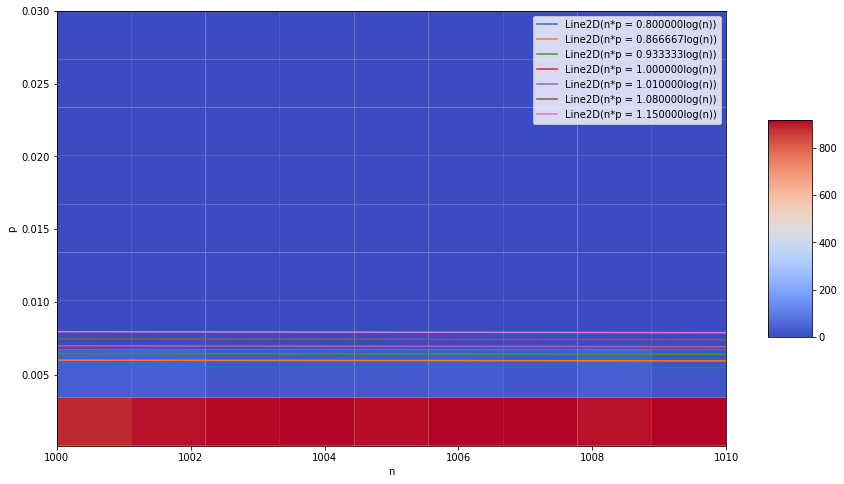 0.030
0.025
0.020
0.015
0.010
0.005
p
1000
1002
1004
1006
1008
1010
n
Line2D(n*p = 0.800000log(n))
Line2D(n*p = 0.866667log(n))
Line2D(n*p = 0.933333log(n))
Line2D(n*p = 1.000000log(n))
Line2D(n*p = 1.010000log(n))
Line2D(n*p = 1.080000log(n))
Line2D(n*p = 1.150000log(n))
800
600
400
200
0